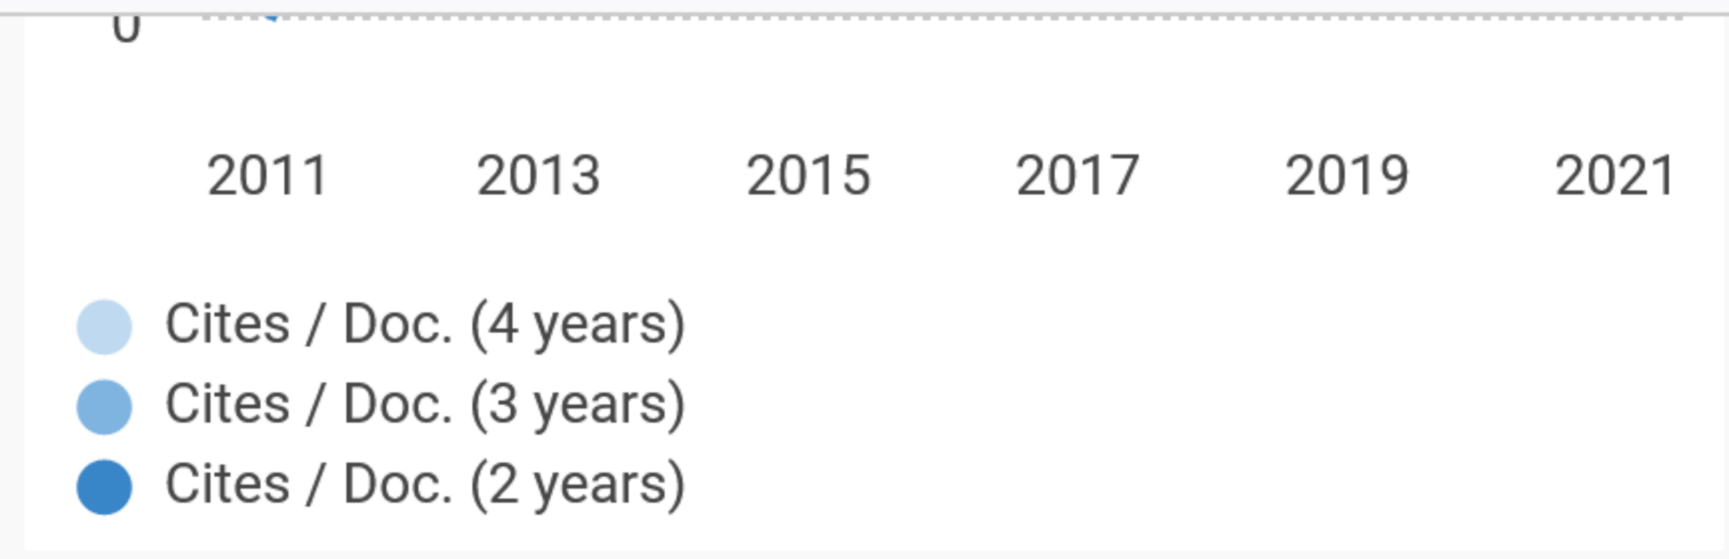 0
2011 2013 2015 2017 2019 2021
Cites / Doc. (4 years)
Cites / Doc. (3 years)
Cites / Doc. (2 years)